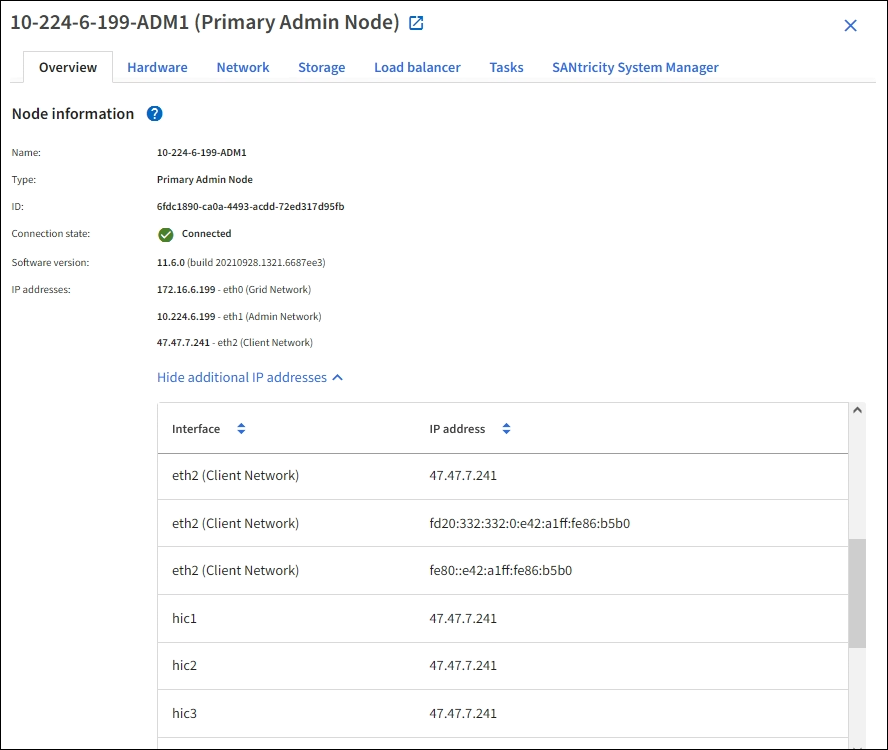 10-224-6-199-ADM1 (Primary Admin Node)
Overview Hardware Network Storage Load balancer Tasks SANtricity System Manager
Node information ?
Name: 10-224-6-199-ADM1
Type: Primary Admin Node
ID: 6fdc1890-ca0a-4493-acdd-72ed317d95fb
Connection state: Connected
Software version: 11.6.0 (build 20210928.1321.6687ee3)
IP addresses: 172.16.6.199 - eth0 (Grid Network)
10.224.6.199 - eth1 (Admin Network)
47.47.7.241 - eth2 (Client Network)
Hide additional IP addresses
Interface IP address
eth2 (Client Network) 47.47.7.241
eth2 (Client Network) fd20:332:332:0:e42:a1ff:fe86:b5b0
eth2 (Client Network) fe80::e42:a1ff:fe86:b5b0
hic1 47.47.7.241
hic2 47.47.7.241
hic3 47.47.7.241